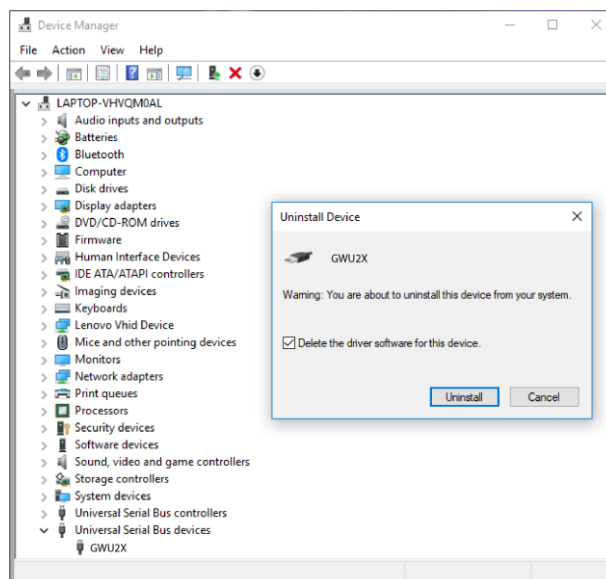 Device Manager
File Action View Help
LAPTOP-VHVQM0AL
Audio inputs and outputs
Batteries
Bluetooth
Computer
Disk drives
Display adapters
DVD/CD-ROM drives
Firmware
Human Interface Devices
IDE ATA/ATAPI controllers
Imaging devices
Keyboards
Lenovo Vhid Device
Mice and other pointing devices
Monitors
Network adapters
Print queues
Processors
Security devices
Software devices
Sound, video and game controllers
Storage controllers
System devices
Universal Serial Bus controllers
Universal Serial Bus devices
GWU2X
Uninstall Device
GWU2X
Warning: You are about to uninstall this device from your system.
Delete the driver software for this device.
Uninstall Cancel